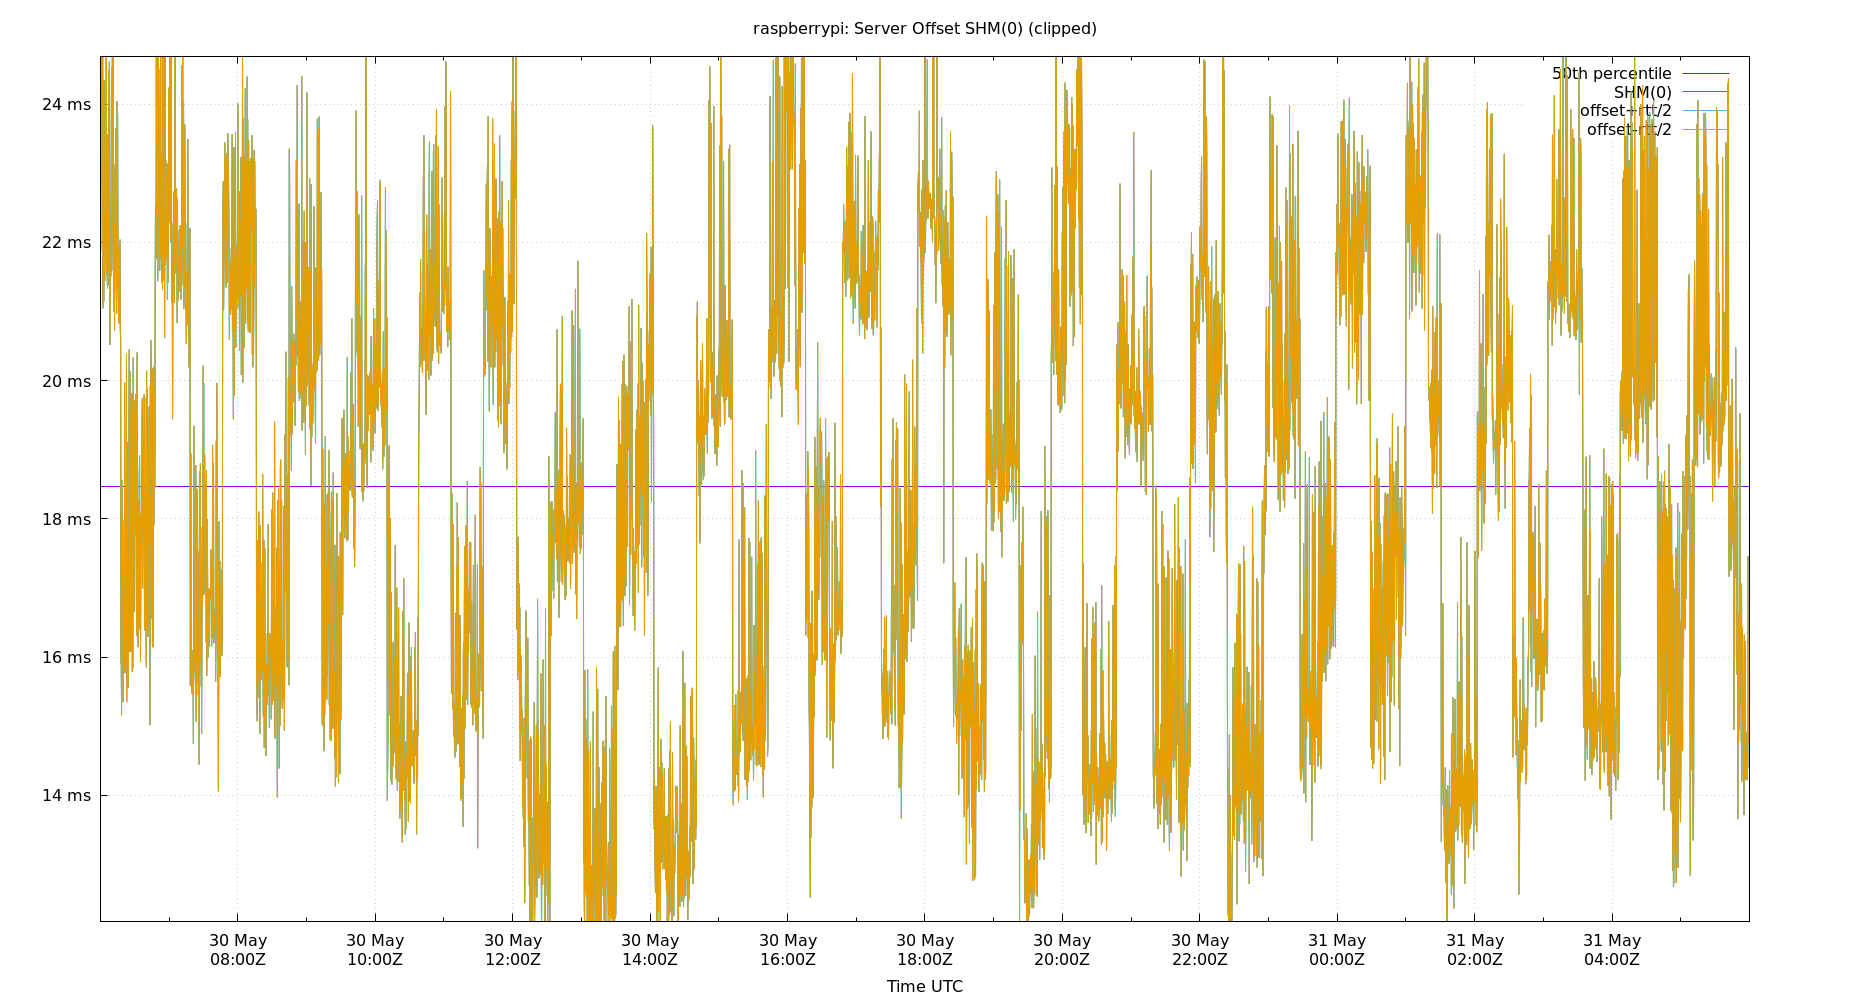 raspberrypi: Server Offset SHM(0) (clipped)
50th percentile
SHM(0)
offset+rtt/2
offset-rtt/2
24 ms
22 ms
20 ms
18 ms
16 ms
14 ms
30 May 30 May 30 May 30 May 30 May 30 May 30 May 30 May 31 May 31 May 31 May
08:00Z 10:00Z 12:00Z 14:00Z 16:00Z 18:00Z 20:00Z 22:00Z 00:00Z 02:00Z 04:00Z
Time UTC